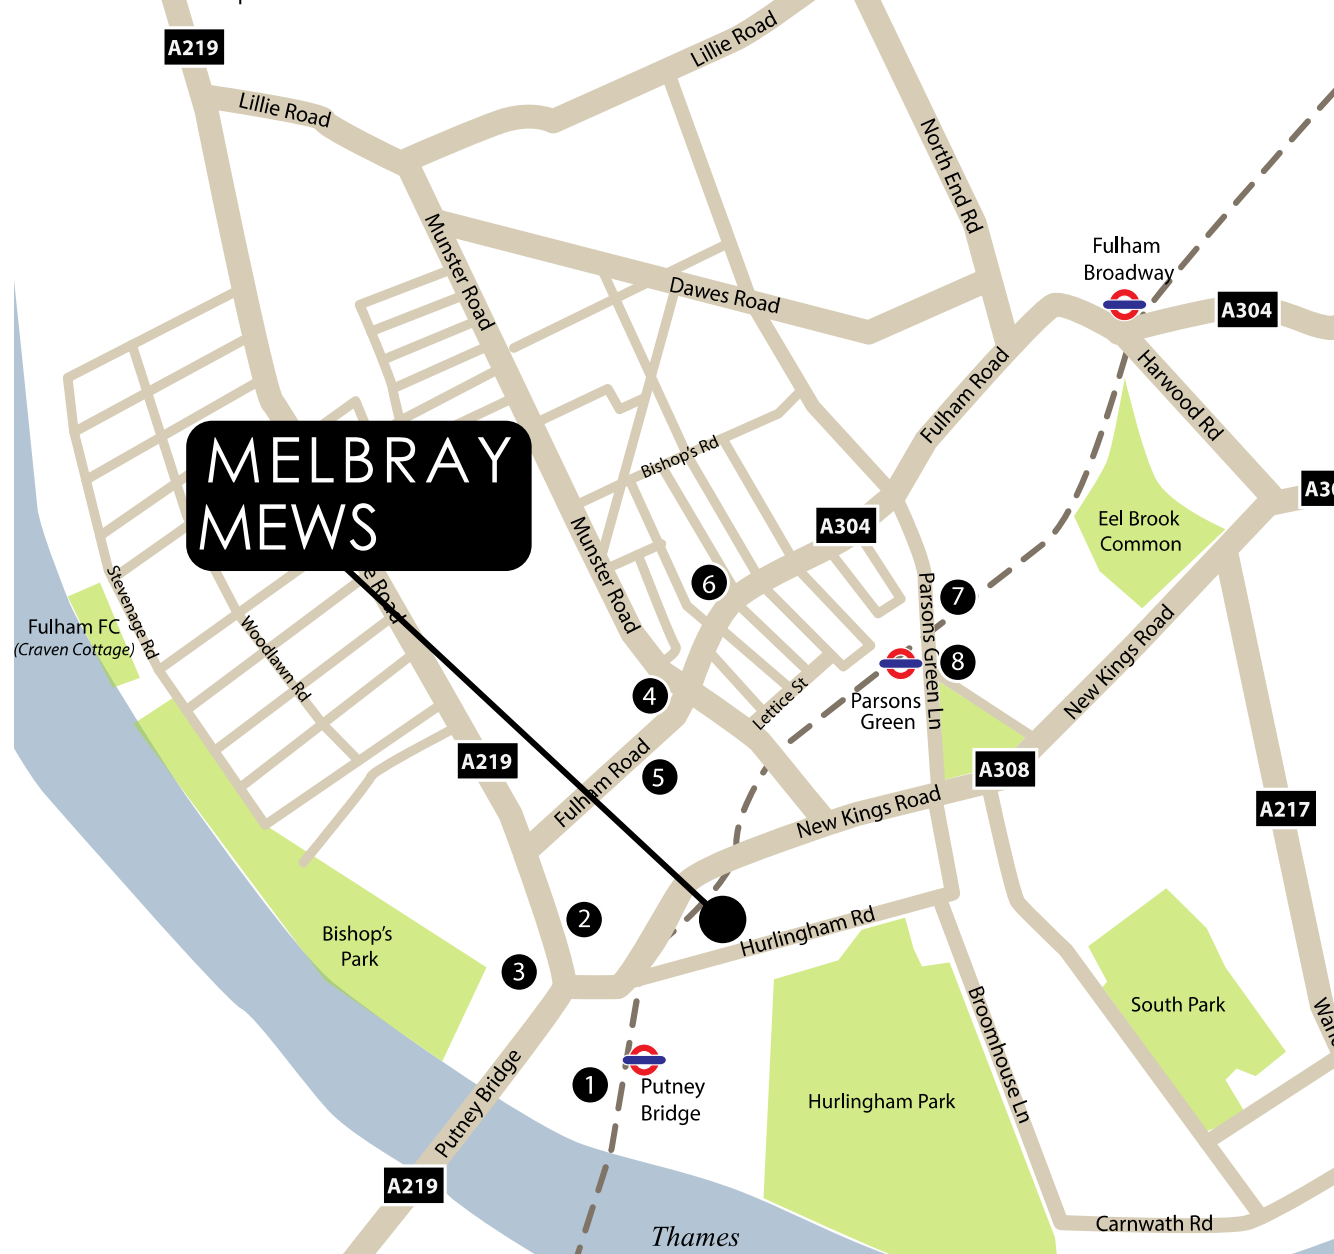 A219
Lillie Road
Lillie Road
North End Rd
Munster Road
Fulham
Broadway
Dawes Road
A304
Fulham Road
Harwood Rd
MELBRAY
MEWS
Bishop's Rd
A304
Eel Brook
Common
Munster Road
Stevenage Rd
Fulham FC
(Craven Cottage)
Woodlawn Rd
6
7
8
Parsons Green Ln
Parsons
Green
New Kings Road
4
Lettice St
A219
Fulham Road
5
A308
New Kings Road
A217
2
3
Bishop's
Park
Hurlingham Rd
South Park
Broomhouse Ln
1
Putney
Bridge
Putney Bridge
Hurlingham Park
A219
Carnwath Rd
Thames